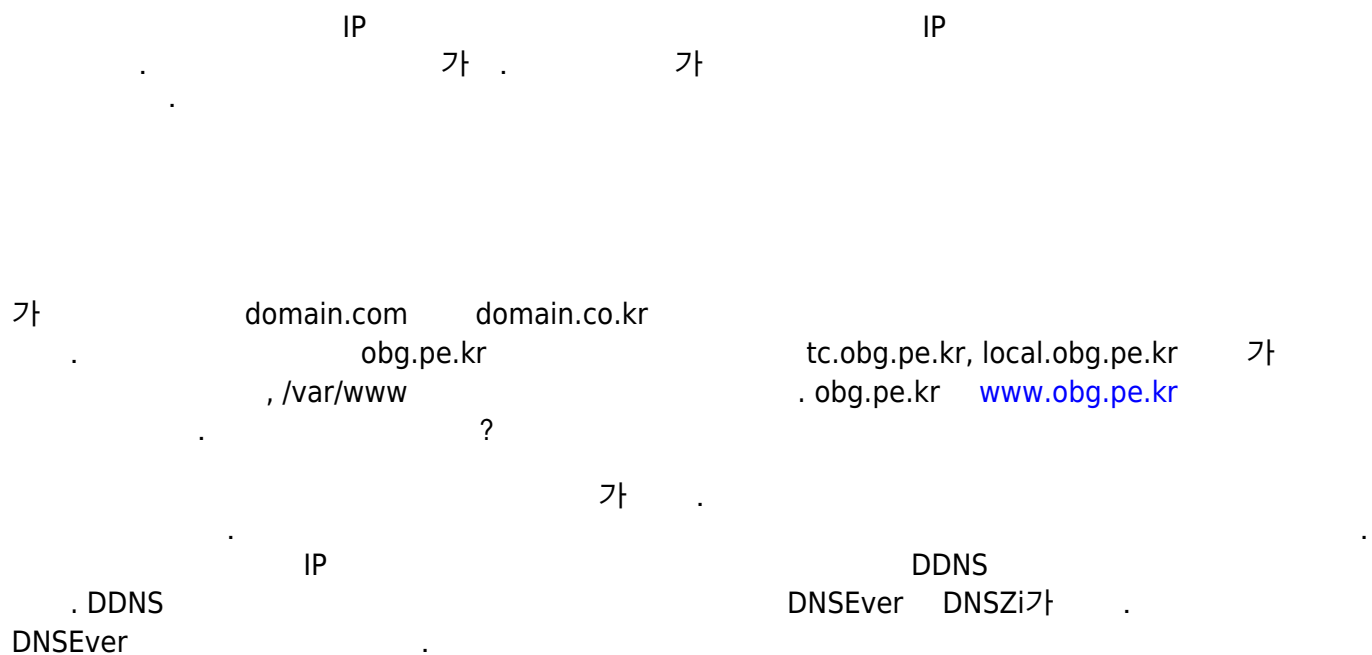 IP IP
. 가 . 가
.
가 domain.com domain.co.kr
. obg.pe.kr tc.obg.pe.kr, local.obg.pe.kr 가
, /var/www . obg.pe.kr www.obg.pe.kr
. ?
가 .
. .
IP DDNS
. DDNS DNSEver DNSZi가 .
DNSEver .